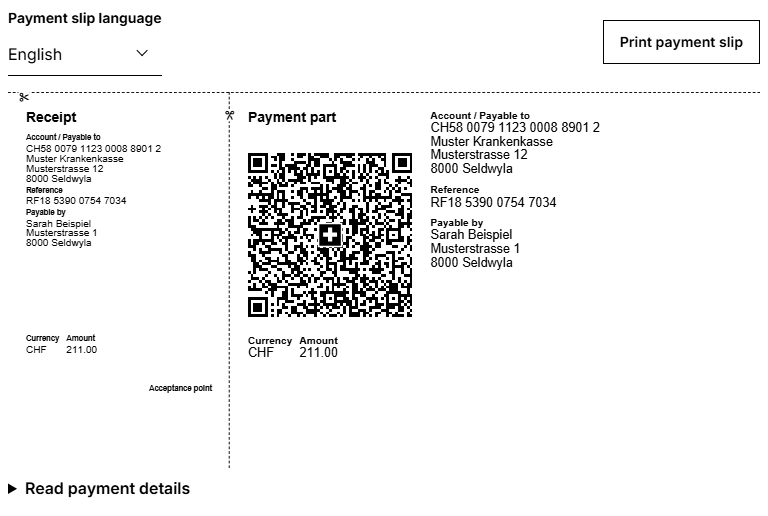 Payment slip language
English
Print payment slip
Receipt
Account / Payable to
CH58 0079 1123 0008 8901 2
Muster Krankenkasse
Musterstrasse 12
8000 Seldwyla
Reference
RF18 5390 0754 7034
Payable by
Sarah Beispiel
Musterstrasse 1
8000 Seldwyla
Currency Amount
CHF 211.00
Acceptance point
Payment part
Currency Amount
CHF 211.00
Account / Payable to
CH58 0079 1123 0008 8901 2
Muster Krankenkasse
Musterstrasse 12
8000 Seldwyla
Reference
RF18 5390 0754 7034
Payable by
Sarah Beispiel
Musterstrasse 1
8000 Seldwyla
Read payment details